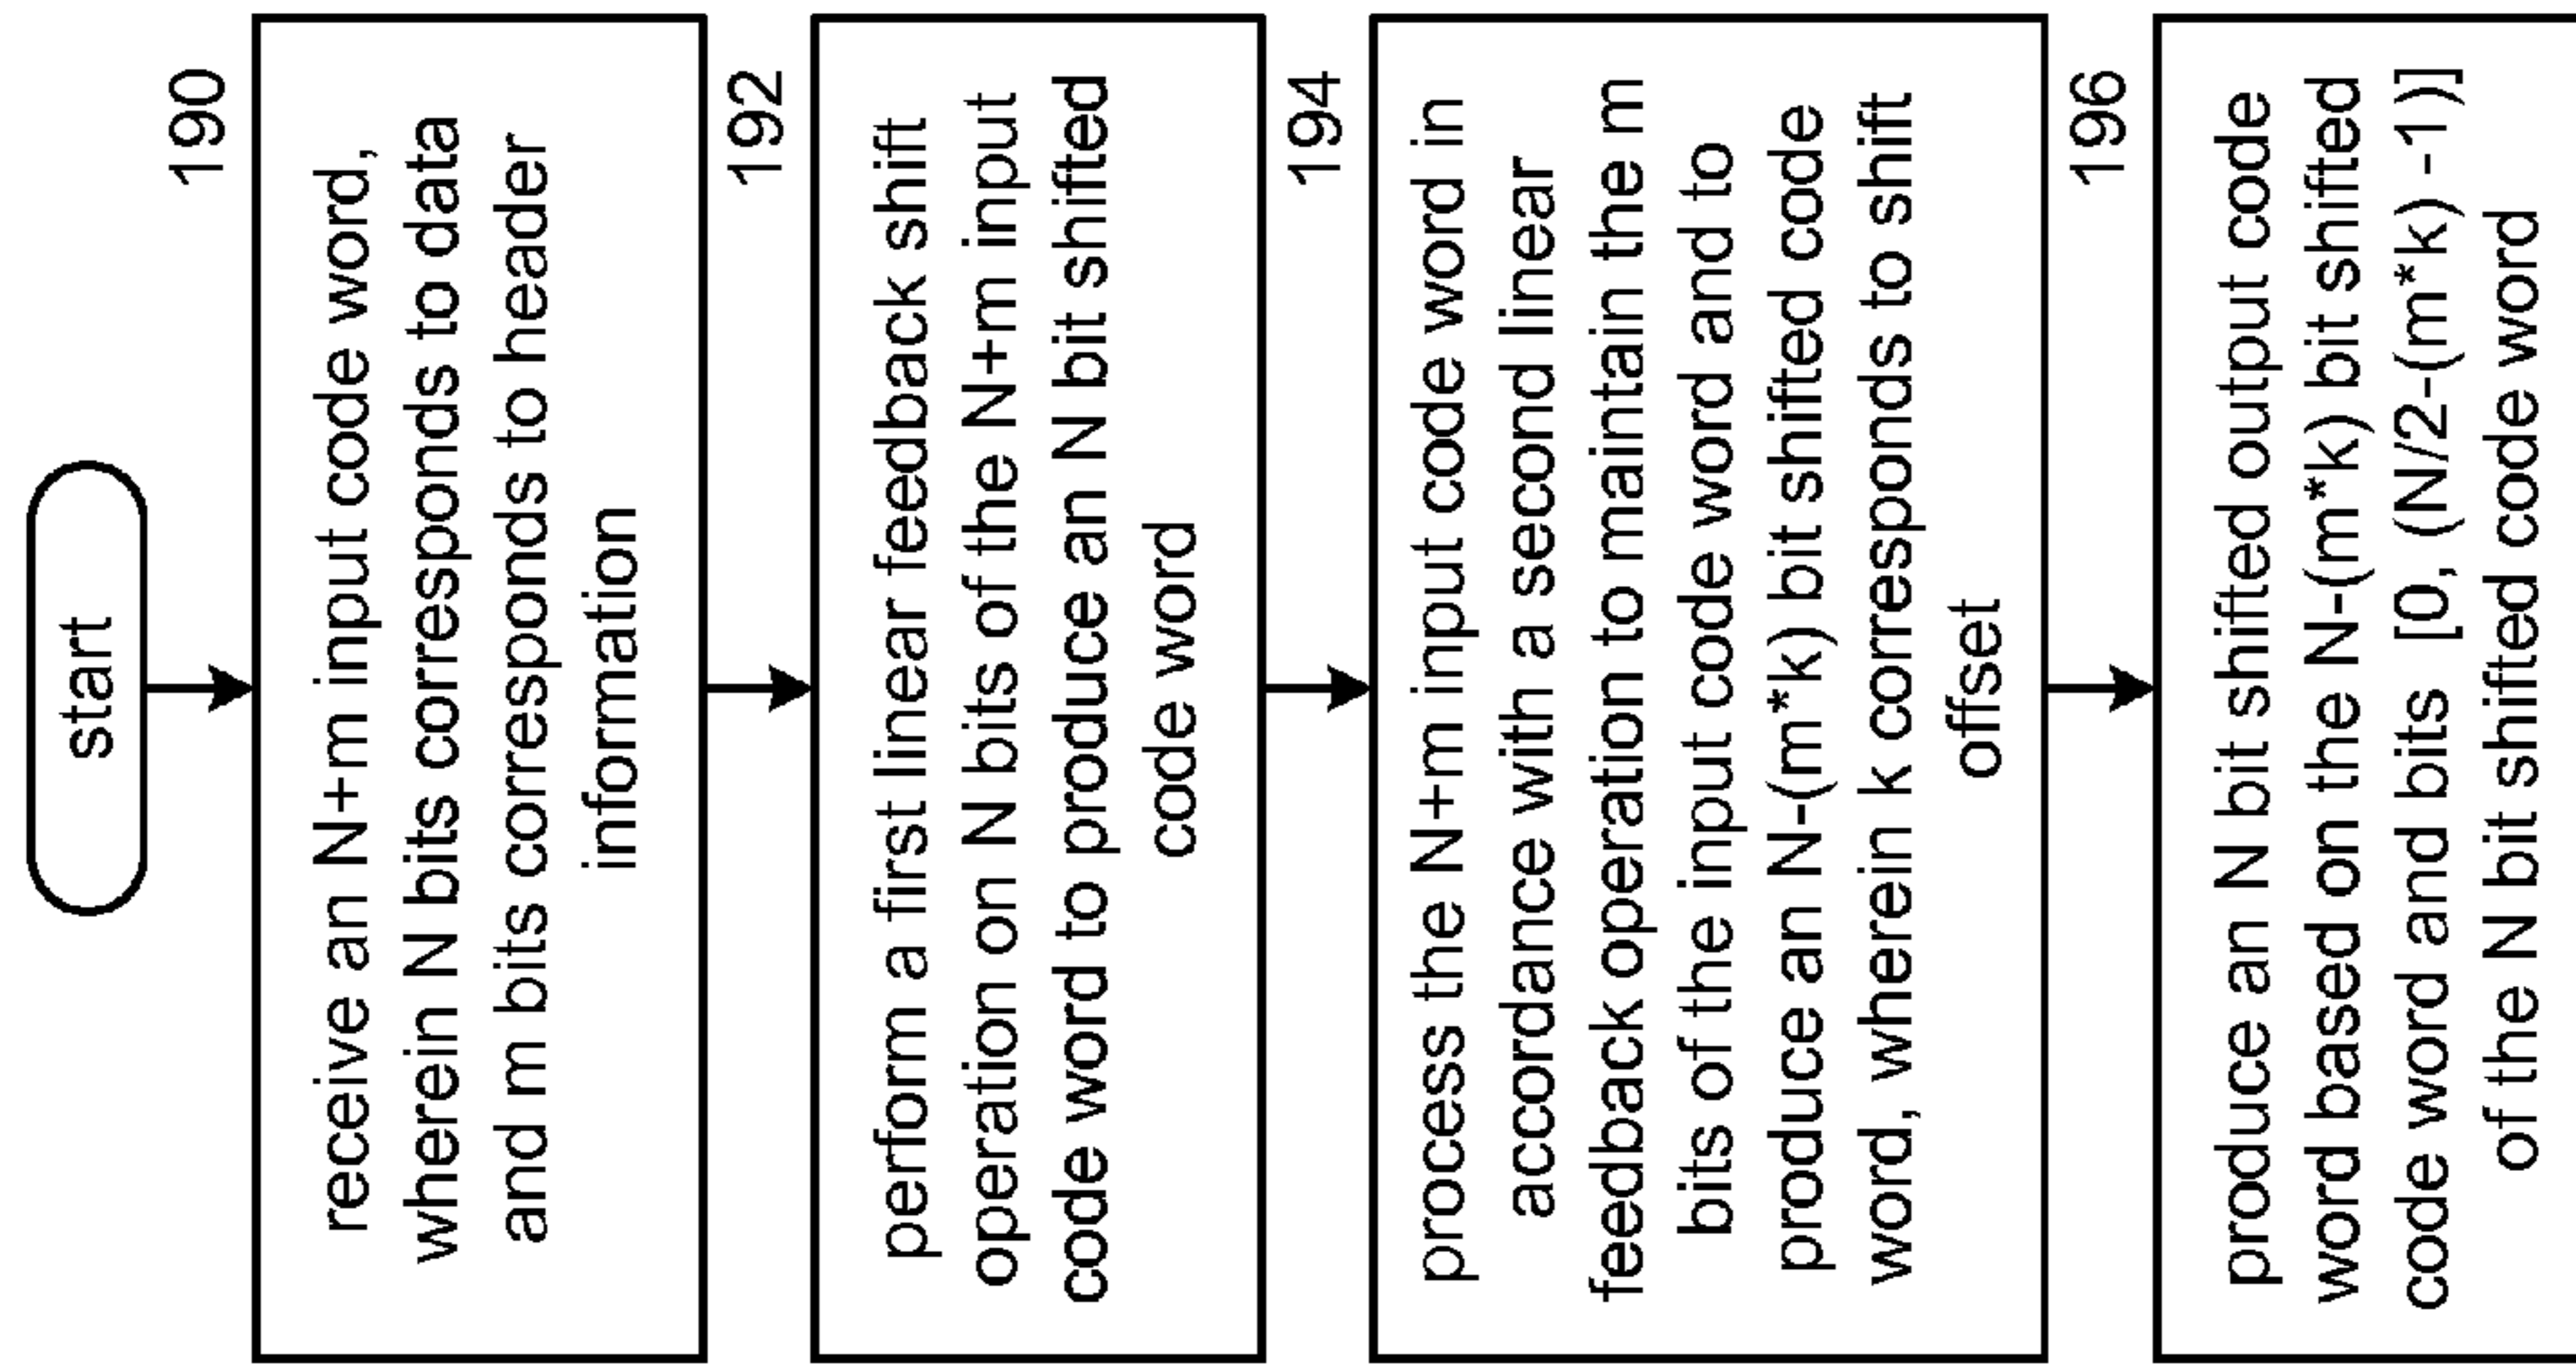 start
190
receive an N+m input code word,
wherein N bits corresponds to data
and m bits corresponds to header
information
192
perform a first linear feedback shift
operation on N bits of the N+m input
code word to produce an N bit shifted
code word
194
process the N+m input code word in
accordance with a second linear
feedback operation to maintain the m
bits of the input code word and to
produce an N-(m*k) bit shifted code
word, wherein k corresponds to shift
offset
196
produce an N bit shifted output code
word based on the N-(m*k) bit shifted
code word and bits [0, (N/2-(m*k) -1)]
of the N bit shifted code word